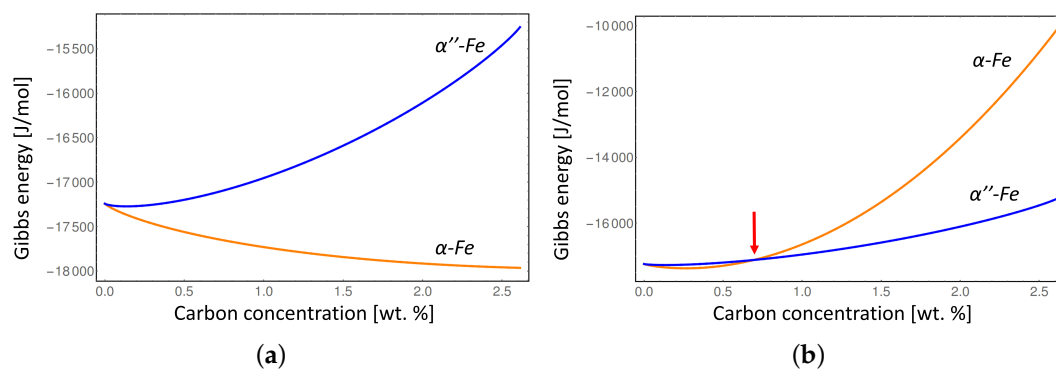 α''-Fe
α-Fe
−15500
−16000
−16500
−17000
−17500
−18000
Gibbs energy [J/mol]
0.0 0.5 1.0 1.5 2.0 2.5
Carbon concentration [wt. %]
(a)
α-Fe
α''-Fe
−10000
−12000
−14000
−16000
Gibbs energy [J/mol]
0.0 0.5 1.0 1.5 2.0 2.5
Carbon concentration [wt. %]
(b)